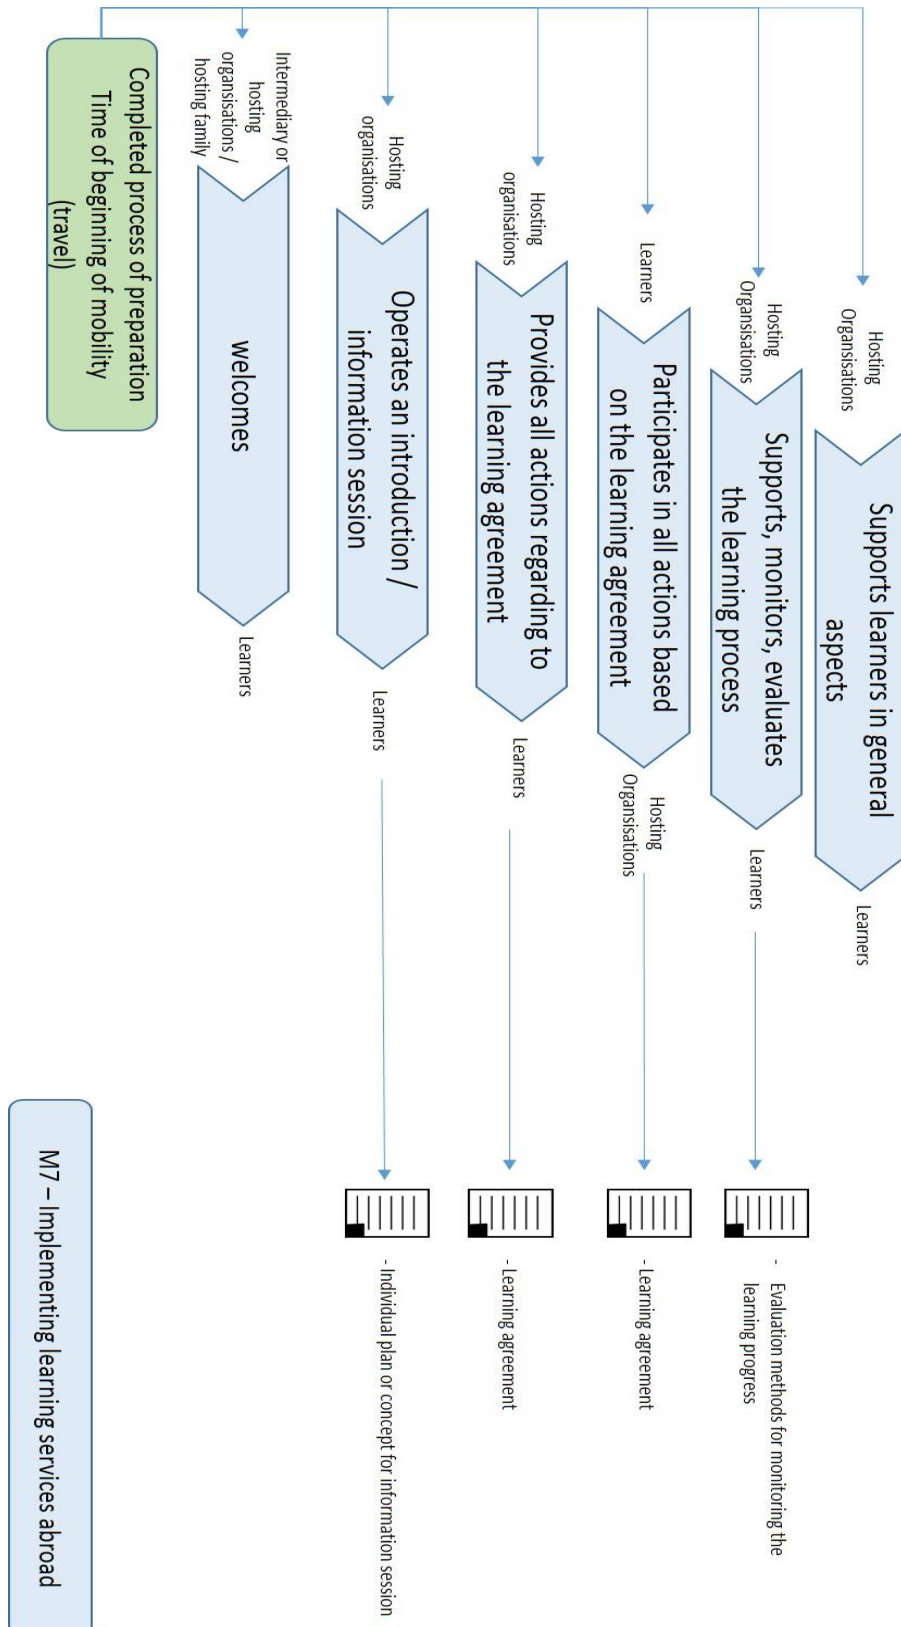 M7 – Implementing learning services abroad
Completed process of preparation
Time of beginning of mobility
(travel)
Intermediary or
hosting
organsisations /
hosting family
welcomes
Learners
Hosting
organisations
Operates an introduction /
information session
Learners
- Individual plan or concept for information session
Hosting
organisations
Provides all actions regarding to
the learning agreement
Learners
- Learning agreement
Learners
Participates in all actions based
on the learning agreement
Hosting
Organsisations
- Learning agreement
Hosting
Organsisations
Supports, monitors, evaluates
the learning process
Learners
- Evaluation methods for monitoring the
learning progress
Hosting
Organsisations
Supports learners in general
aspects
Learners